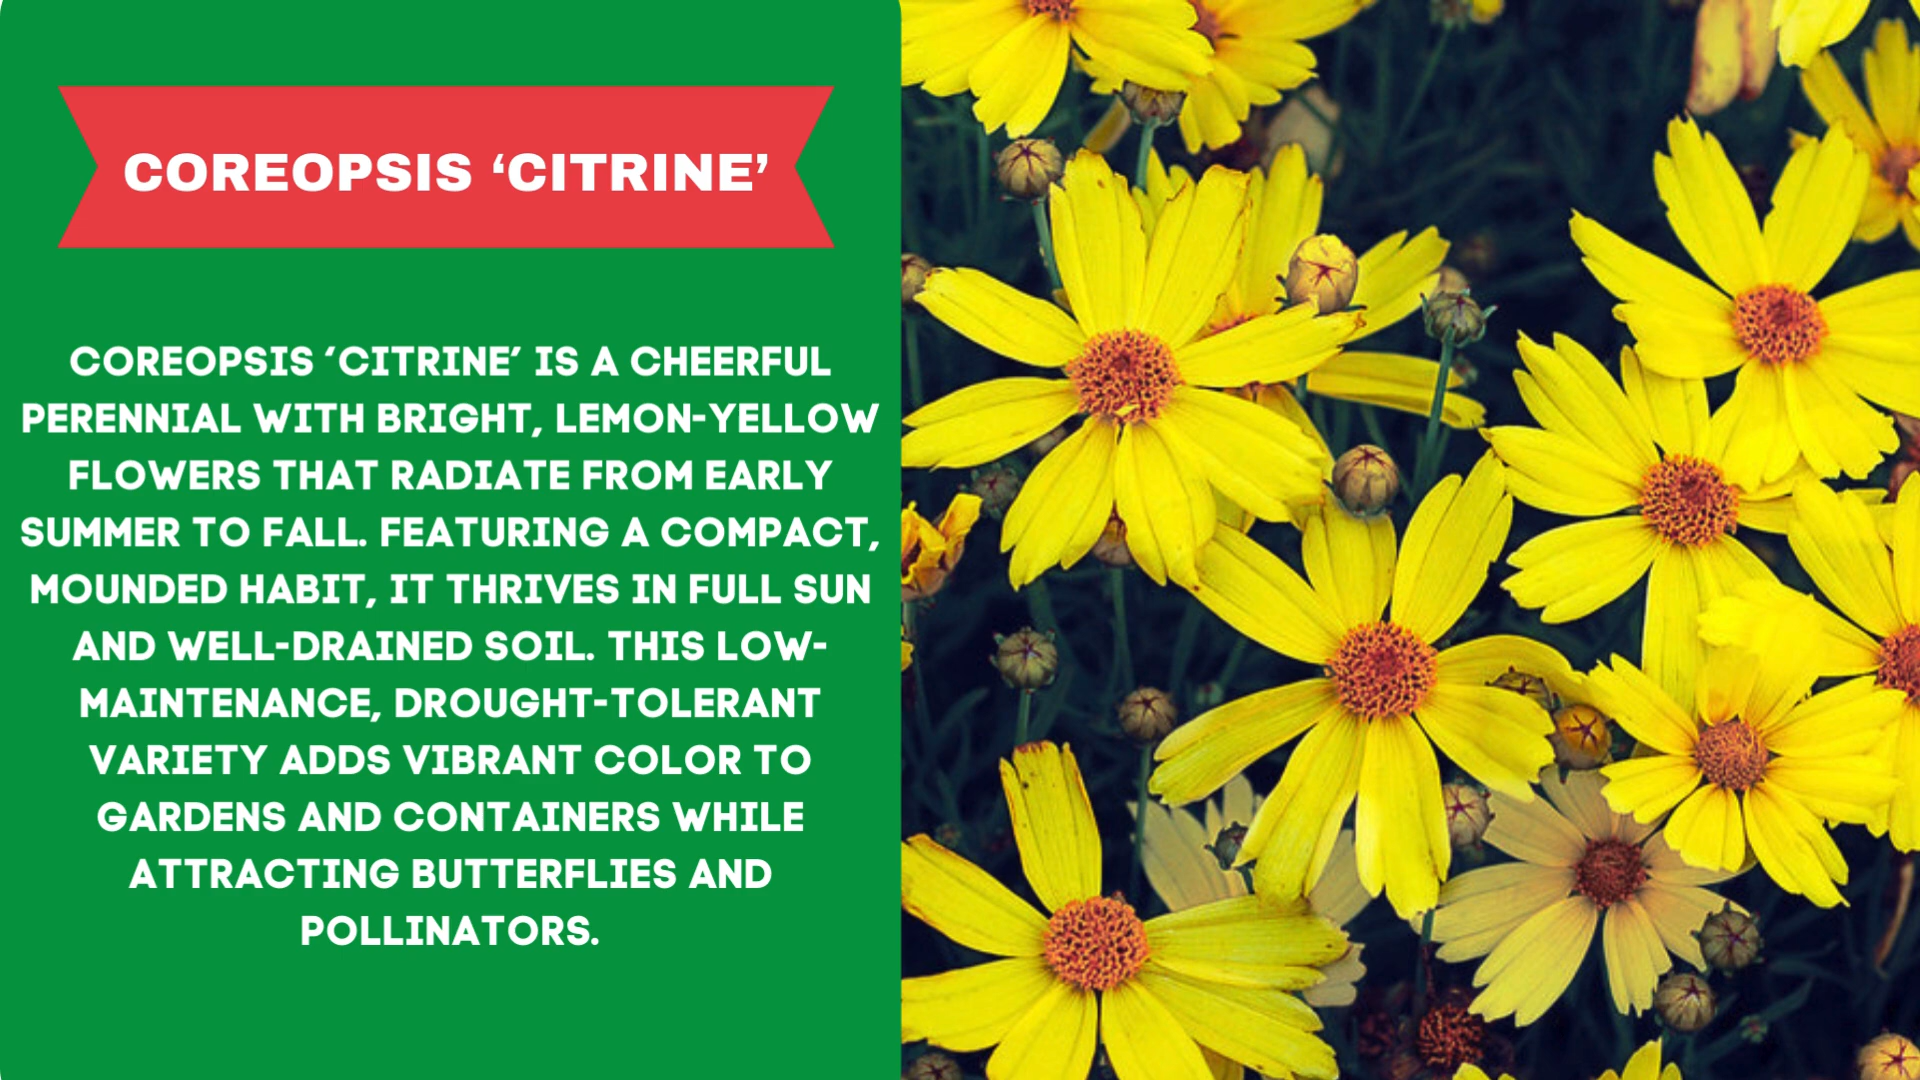 COREOPSIS ‘CITRINE’
COREOPSIS ‘CITRINE’ IS A CHEERFUL
PERENNIAL WITH BRIGHT, LEMON-YELLOW
FLOWERS THAT RADIATE FROM EARLY
SUMMER TO FALL. FEATURING A COMPACT,
MOUNDED HABIT, IT THRIVES IN FULL SUN
AND WELL-DRAINED SOIL. THIS LOW-
MAINTENANCE, DROUGHT-TOLERANT
VARIETY ADDS VIBRANT COLOR TO
GARDENS AND CONTAINERS WHILE
ATTRACTING BUTTERFLIES AND
POLLINATORS.